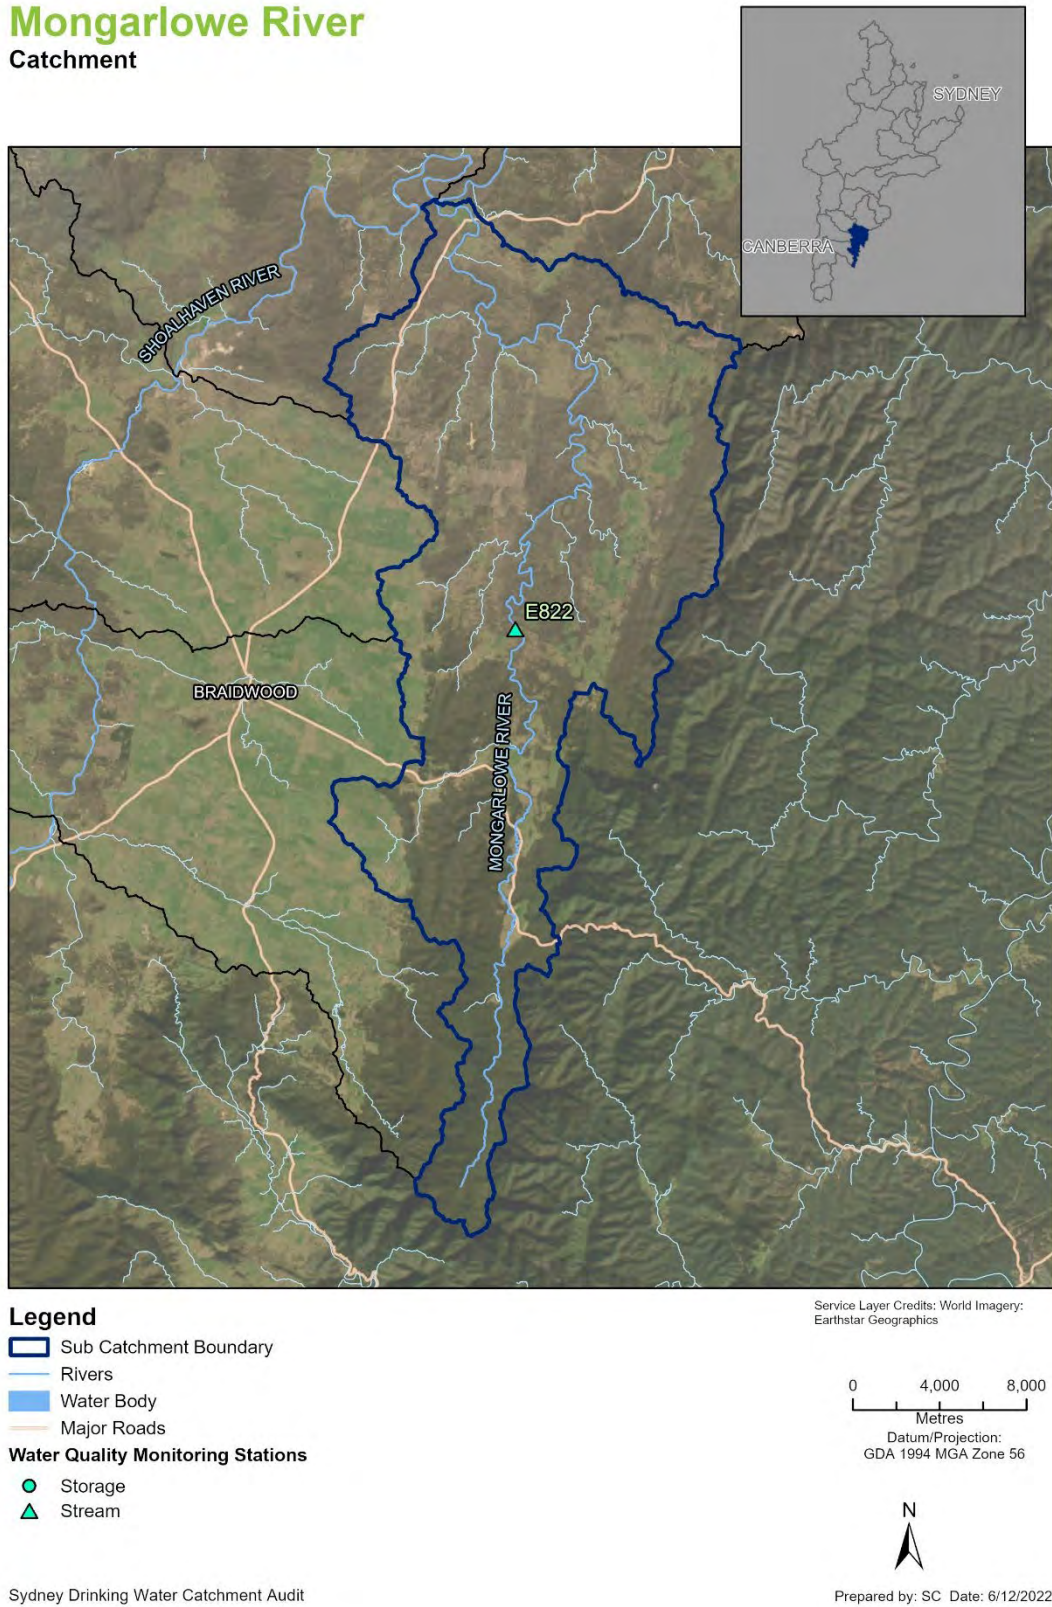 Mongarlowe River
Catchment
SYDNEY
CANBERRA
SHOALHAVEN RIVER
E822
BRAIDWOOD
MONGARLOWE RIVER
Legend
Sub Catchment Boundary
Rivers
Water Body
Major Roads
Water Quality Monitoring Stations
Storage
Stream
Service Layer Credits: World Imagery:
Earthstar Geographics
0 4,000 8,000
Metres
Datum/Projection:
GDA 1994 MGA Zone 56
N
Sydney Drinking Water Catchment Audit
Prepared by: SC Date: 6/12/2022